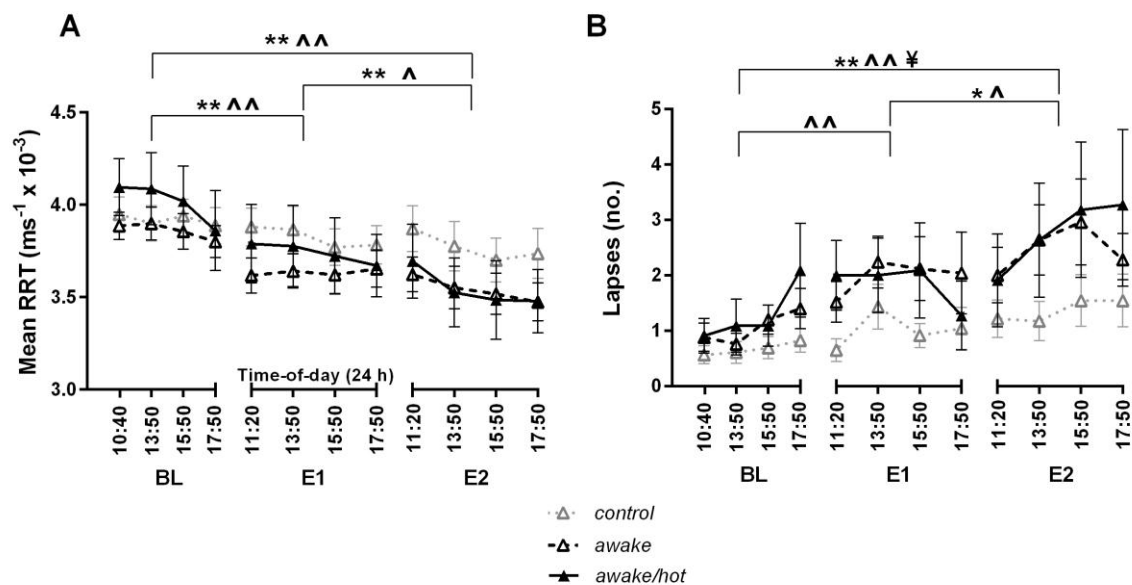 A
** ^^
** ^
** ^^
Mean RRT (ms⁻¹ x 10⁻³)
4.5
4.0
3.5
3.0
Time-of-day (24 h)
10:40 13:50 15:50 17:50 11:20 13:50 15:50 17:50 11:20 13:50 15:50 17:50
BL E1 E2
B
** ^^ ¥
* ^
^^
Lapses (no.)
5
4
3
2
1
0
10:40 13:50 15:50 17:50 11:20 13:50 15:50 17:50 11:20 13:50 15:50 17:50
BL E1 E2
control
awake
awake/hot